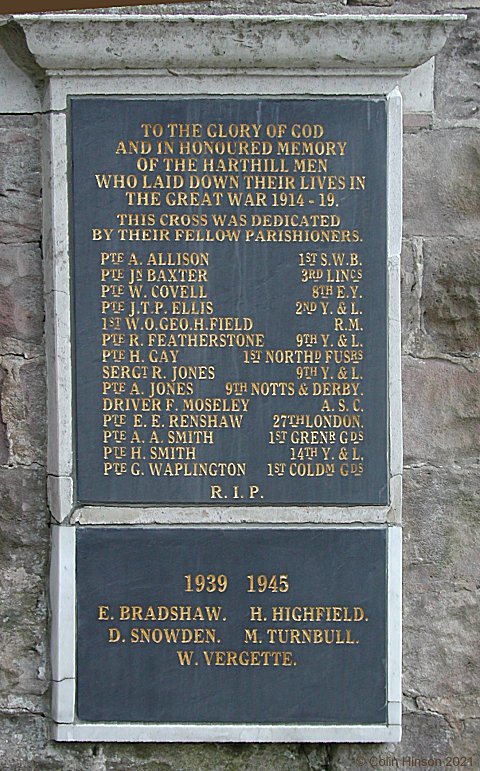 TO THE GLORY OF GOD
AND IN HONOURED MEMORY
OF THE HARTHILL MEN
WHO LAID DOWN THEIR LIVES IN
THE GREAT WAR 1914 - 19.
THIS CROSS WAS DEDICATED
BY THEIR FELLOW PARISHIONERS.
PTE A. ALLISON 1ST S.W.B.
PTE JN BAXTER 3RD LINCS
PTE W. COVELL 8TH E.Y.
PTE J.T.P. ELLIS 2ND Y. & L.
1ST W.O. GEO. H. FIELD R.M.
PTE R. FEATHERSTONE 9TH Y. & L.
PTE H. GAY 1ST NORTHD FUSRS
SERGT R. JONES 9TH Y. & L.
PTE A. JONES 9TH NOTTS & DERBY.
DRIVER F. MOSELEY A.S.C.
PTE E. E. RENSHAW 27TH LONDON.
PTE A. A. SMITH 1ST GRENR GDS
PTE H. SMITH 14TH Y. & L.
PTE G. WAPLINGTON 1ST COLDM GDS
R. I. P.
1939 1945
E. BRADSHAW. H. HIGHFIELD.
D. SNOWDEN. M. TURNBULL.
W. VERGETTE.
© Colin Hinson 2021